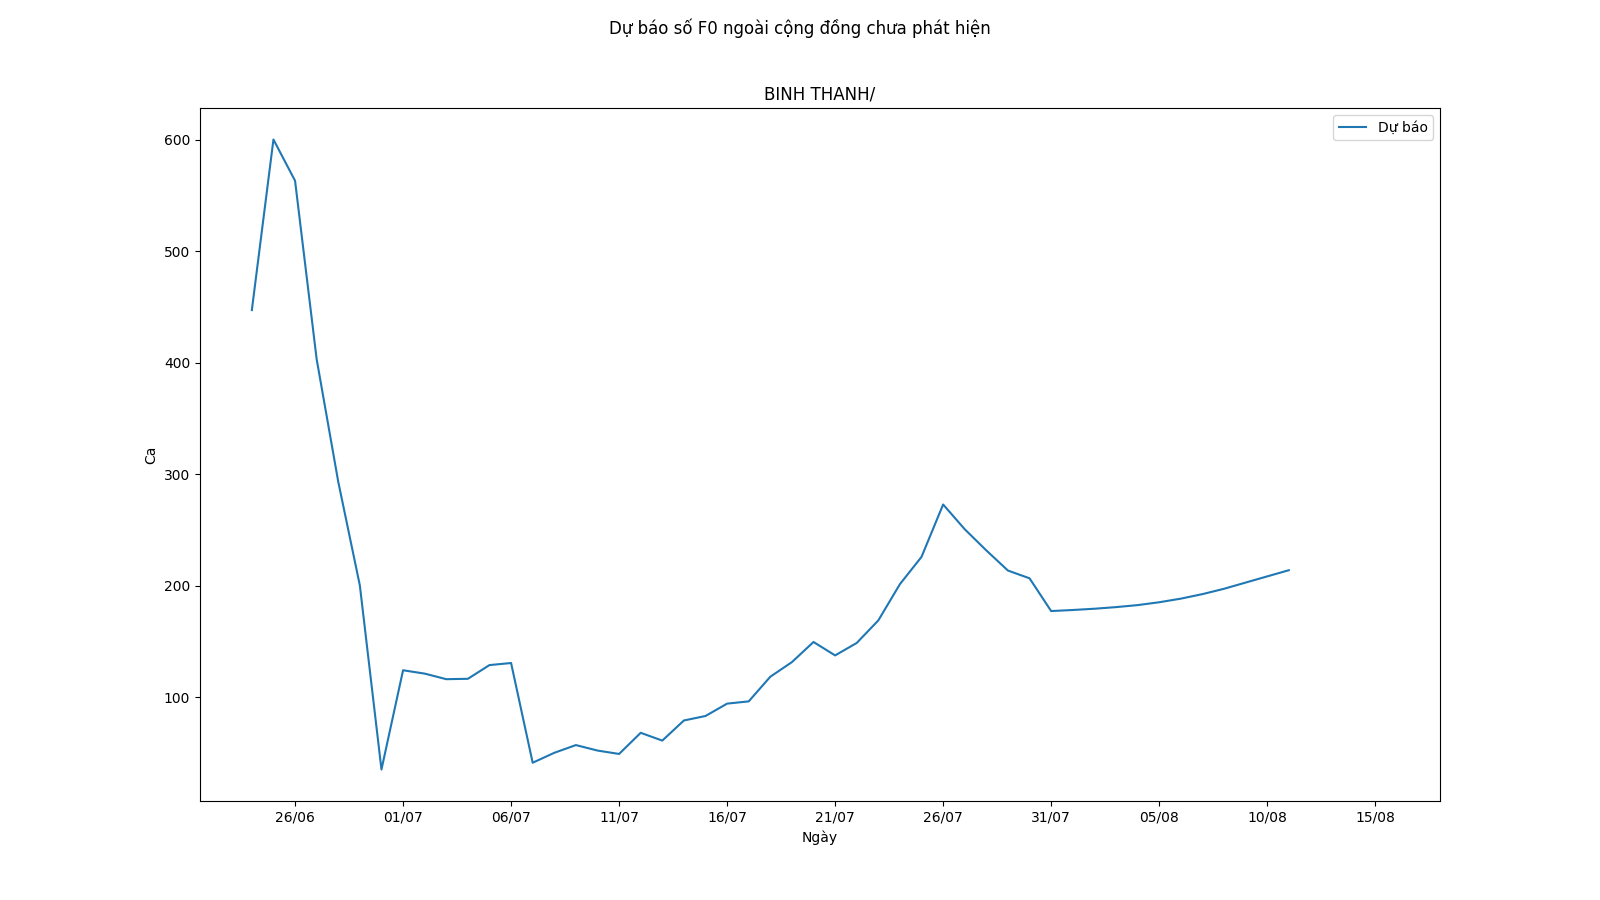 Dự báo số F0 ngoài cộng đồng chưa phát hiện
BINH THANH/
Dự báo
600
500
400
300
200
100
Ca
26/06 01/07 06/07 11/07 16/07 21/07 26/07 31/07 05/08 10/08 15/08
Ngày